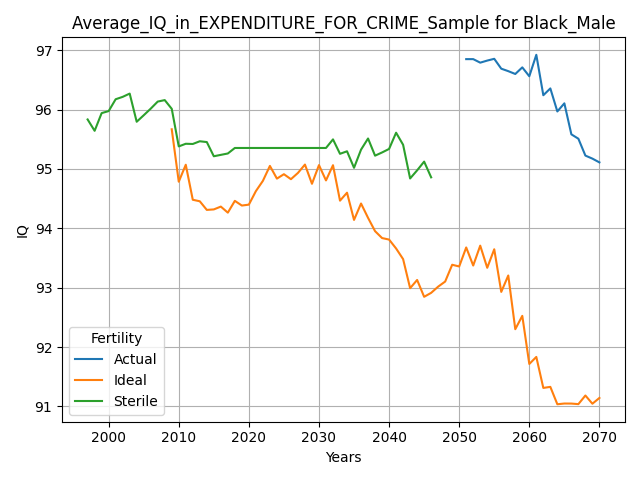 Average_IQ_in_EXPENDITURE_FOR_CRIME_Sample for Black_Male
97
96
95
94
93
92
91
IQ
Fertility
Actual
Ideal
Sterile
2000 2010 2020 2030 2040 2050 2060 2070
Years